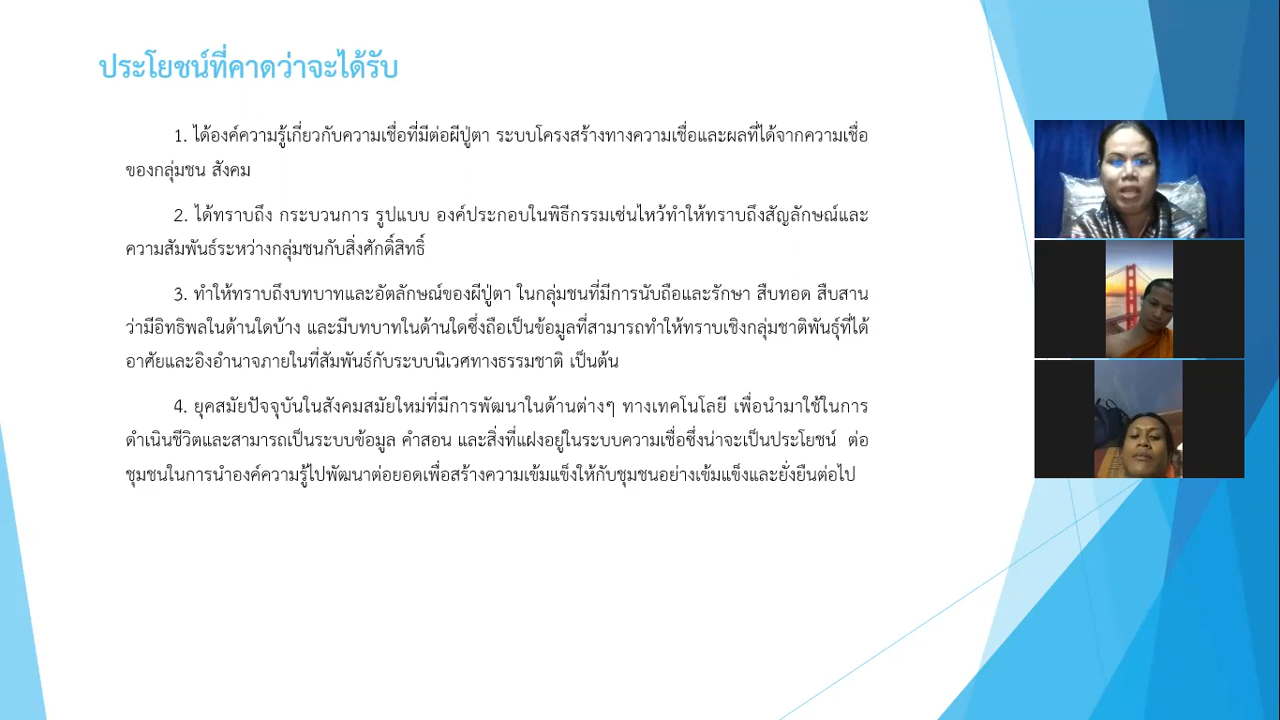 ประโยชน์ที่คาดว่าจะได้รับ
1. ได้องค์ความรู้เกี่ยวกับความเชื่อที่มีต่อผีปู่ตา ระบบโครงสร้างทางความเชื่อและผลที่ได้จากความเชื่อ
ของกลุ่มชน สังคม
2. ได้ทราบถึง กระบวนการ รูปแบบ องค์ประกอบในพิธีกรรมเซ่นไหว้ทำให้ทราบถึงสัญลักษณ์และ
ความสัมพันธ์ระหว่างกลุ่มชนกับสิ่งศักดิ์สิทธิ์
3. ทำให้ทราบถึงบทบาทและอัตลักษณ์ของผีปู่ตา ในกลุ่มชนที่มีการนับถือและรักษา สืบทอด สืบสาน
ว่ามีอิทธิพลในด้านใดบ้าง และมีบทบาทในด้านใดซึ่งถือเป็นข้อมูลที่สามารถทำให้ทราบเชิงกลุ่มชาติพันธุ์ที่ได้
อาศัยและอิงอำนาจภายในที่สัมพันธ์กับระบบนิเวศทางธรรมชาติ เป็นต้น
4. ยุคสมัยปัจจุบันในสังคมสมัยใหม่ที่มีการพัฒนาในด้านต่างๆ ทางเทคโนโลยี เพื่อนำมาใช้ในการ
ดำเนินชีวิตและสามารถเป็นระบบข้อมูล คำสอน และสิ่งที่แฝงอยู่ในระบบความเชื่อซึ่งน่าจะเป็นประโยชน์ ต่อ
ชุมชนในการนำองค์ความรู้ไปพัฒนาต่อยอดเพื่อสร้างความเข้มแข็งให้กับชุมชนอย่างเข้มแข็งและยั่งยืนต่อไป